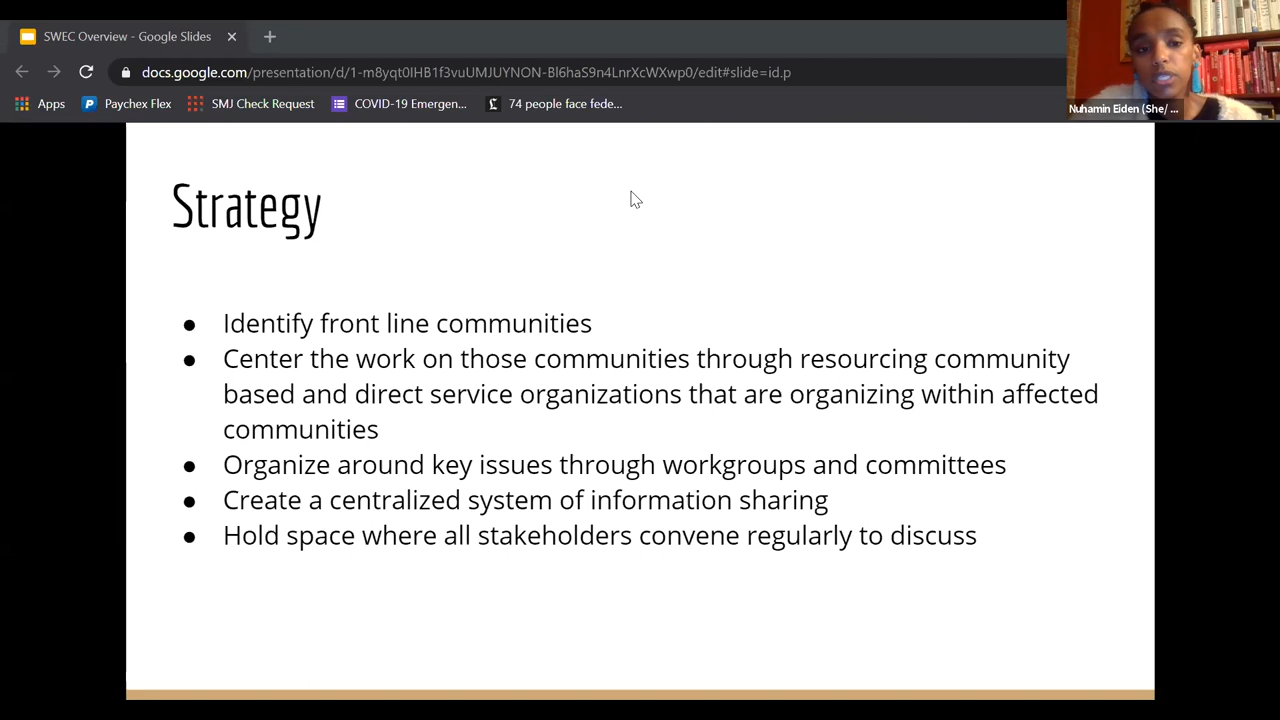 SWEC Overview - Google Slides
docs.google.com/presentation/d/1-m8yqt0IHB1f3vuUMJUYNON-Bl6haS9n4LnrXcWXwp0/edit#slide=id.p
Apps Paychex Flex SMJ Check Request COVID-19 Emergen... 74 people face fede...
Nuhamin Eiden (She/ ...
Strategy
● Identify front line communities
● Center the work on those communities through resourcing community
based and direct service organizations that are organizing within affected
communities
● Organize around key issues through workgroups and committees
● Create a centralized system of information sharing
● Hold space where all stakeholders convene regularly to discuss